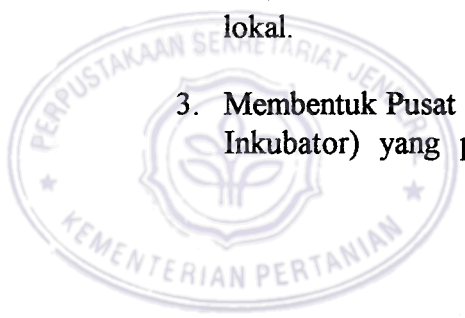 lokal.
3. Membentuk Pusat
Inkubator) yang
PERPUSTAKAAN SEKRETARIAT JENDERAL
KEMENTERIAN PERTANIAN